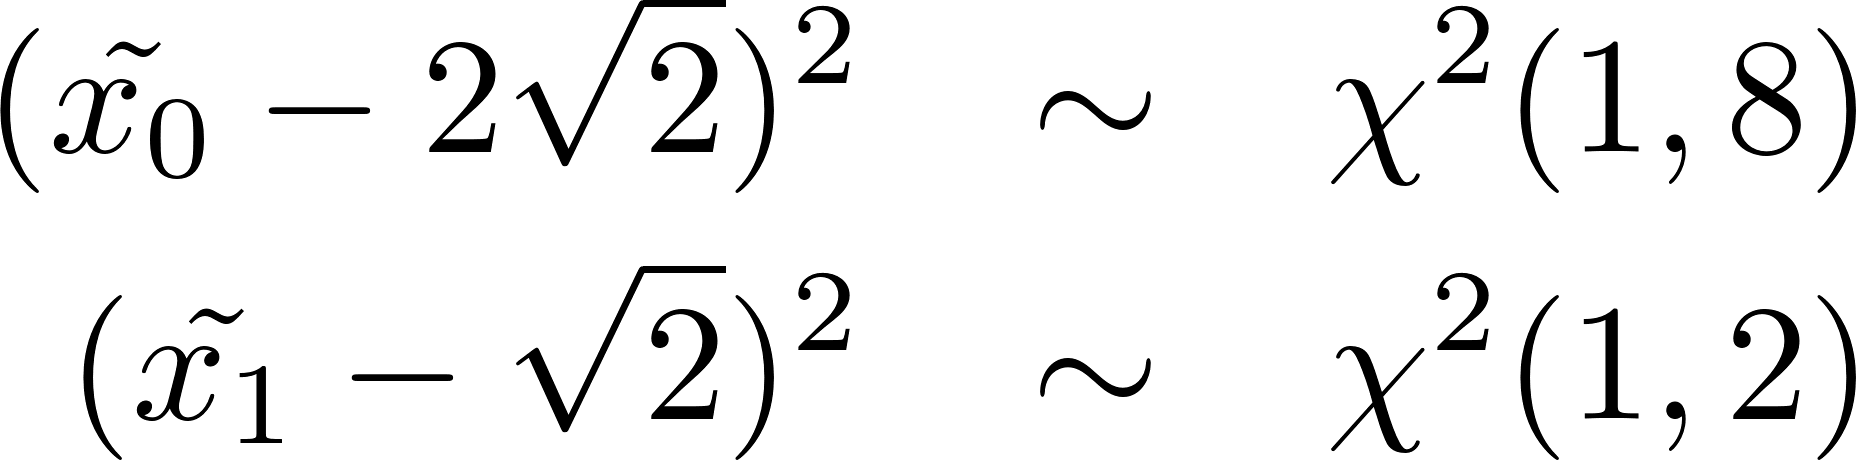 (x̃₀ − 2√2)² ∼ χ²(1, 8)
(x̃₁ − √2)² ∼ χ²(1, 2)